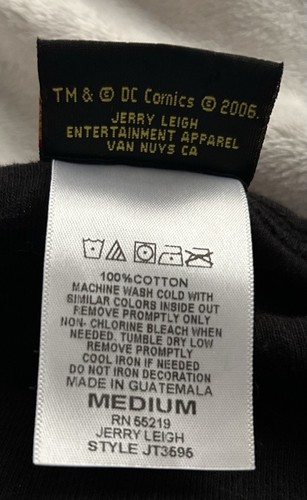 TM & © DC Comics © 2006.
JERRY LEIGH
ENTERTAINMENT APPAREL
VAN NUYS CA
100%COTTON
MACHINE WASH COLD WITH
SIMILAR COLORS INSIDE OUT
REMOVE PROMPTLY ONLY
NON- CHLORINE BLEACH WHEN
NEEDED, TUMBLE DRY LOW
REMOVE PROMPTLY
COOL IRON IF NEEDED
DO NOT IRON DECORATION
MADE IN GUATEMALA
MEDIUM
RN 55219
JERRY LEIGH
STYLE JT3595